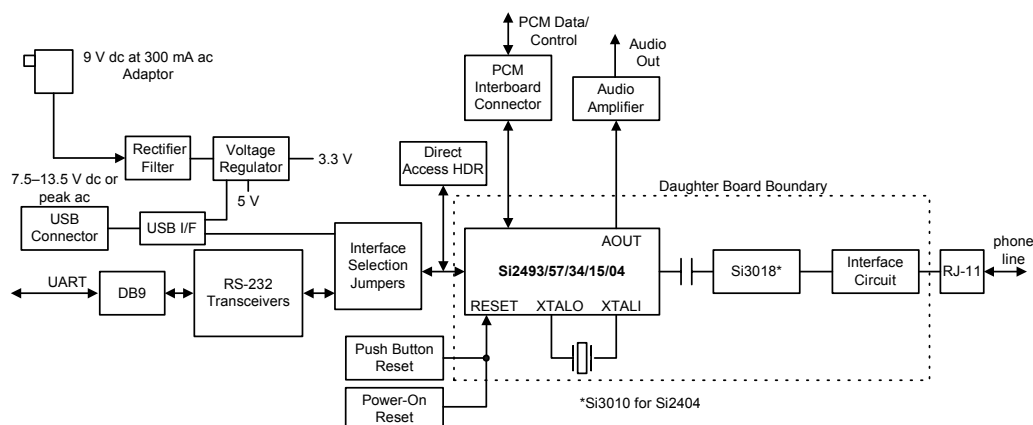 PCM Data/
Control
Audio
Out
9 V dc at 300 mA ac
Adaptor
PCM
Interboard
Connector
Audio
Amplifier
Rectifier
Filter
Voltage
Regulator
3.3 V
Direct
Access HDR
7.5–13.5 V dc or
peak ac
5 V
Daughter Board Boundary
USB
Connector
USB I/F
Interface
Selection
Jumpers
AOUT
Si2493/57/34/15/04
RESET
XTALO
XTALI
Si3018*
Interface
Circuit
RJ-11
phone
line
UART
DB9
RS-232
Transceivers
Push Button
Reset
Power-On
Reset
*Si3010 for Si2404